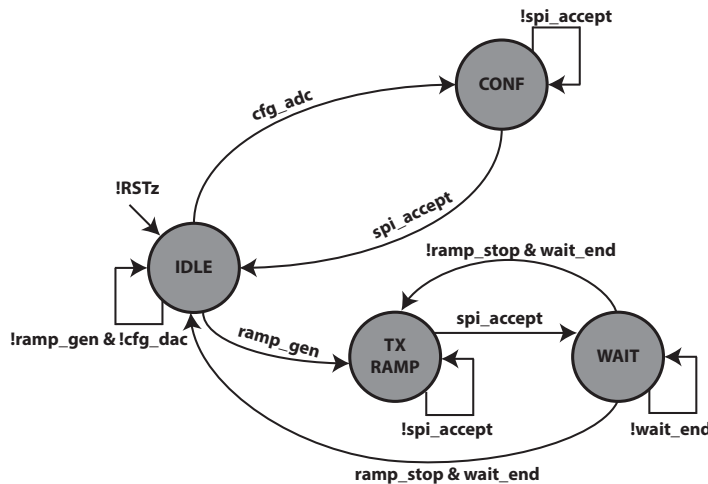 !spi_accept
CONF
cfg_adc
!RSTz
spi_accept
IDLE
!ramp_stop & wait_end
!ramp_gen & !cfg_dac
ramp_gen
spi_accept
TX
RAMP
WAIT
!spi_accept
!wait_end
ramp_stop & wait_end